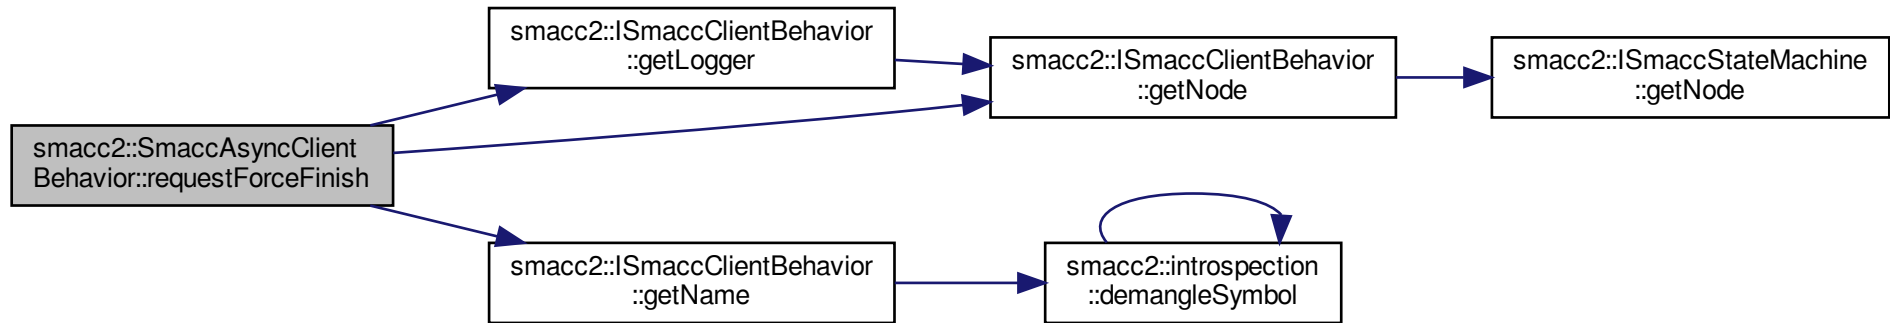 smacc2::SmaccAsyncClient
Behavior::requestForceFinish
smacc2::ISmaccClientBehavior
::getLogger
smacc2::ISmaccClientBehavior
::getNode
smacc2::ISmaccStateMachine
::getNode
smacc2::ISmaccClientBehavior
::getName
smacc2::introspection
::demangleSymbol